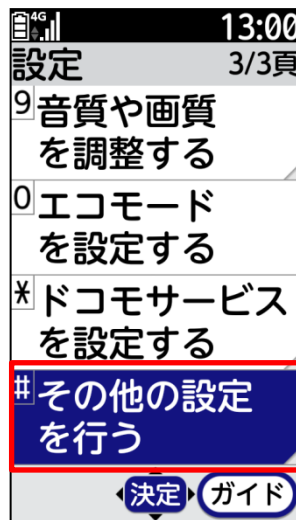 4G 13:00
設定 3/3頁
9 音質や画質
を調整する
0 エコモード
を設定する
* ドコモサービス
を設定する
# その他の設定
を行う
決定 ガイド